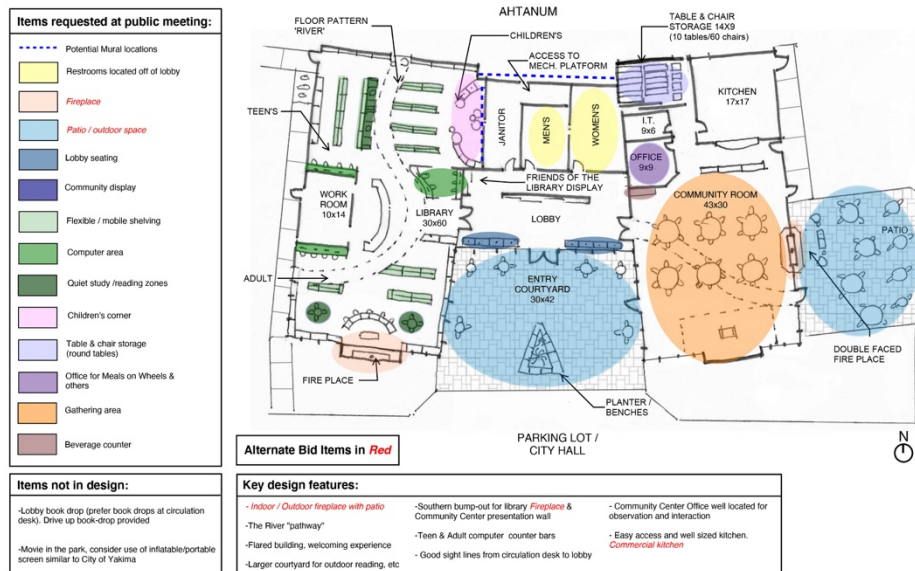 Items requested at public meeting:
Potential Mural locations
Restrooms located off of lobby
Fireplace
Patio / outdoor space
Lobby seating
Community display
Flexible / mobile shelving
Computer area
Quiet study /reading zones
Children's corner
Table & chair storage
(round tables)
Office for Meals on Wheels &
others
Gathering area
Beverage counter
AHTANUM
FLOOR PATTERN
'RIVER'
CHILDREN'S
ACCESS TO
MECH. PLATFORM
TABLE & CHAIR
STORAGE 14X9
(10 tables/60 chairs)
TEEN'S
JANITOR
MEN'S
WOMEN'S
I.T.
9x6
KITCHEN
17x17
OFFICE
9x9
FRIENDS OF THE
LIBRARY DISPLAY
WORK
ROOM
10x14
LIBRARY
30x60
LOBBY
COMMUNITY ROOM
43x30
PATIO
ADULT
ENTRY
COURTYARD
30x42
FIRE PLACE
DOUBLE FACED
FIRE PLACE
PLANTER /
BENCHES
PARKING LOT /
CITY HALL
N
Alternate Bid Items in Red
Items not in design:
-Lobby book drop (prefer book drops at circulation
desk). Drive up book-drop provided
-Movie in the park, consider use of inflatable/portable
screen similar to City of Yakima
Key design features:
- Indoor / Outdoor fireplace with patio
-The River "pathway"
-Flared building, welcoming experience
-Larger courtyard for outdoor reading, etc
-Southern bump-out for library Fireplace &
Community Center presentation wall
-Teen & Adult computer counter bars
- Good sight lines from circulation desk to lobby
- Community Center Office well located for
observation and interaction
- Easy access and well sized kitchen.
Commercial kitchen